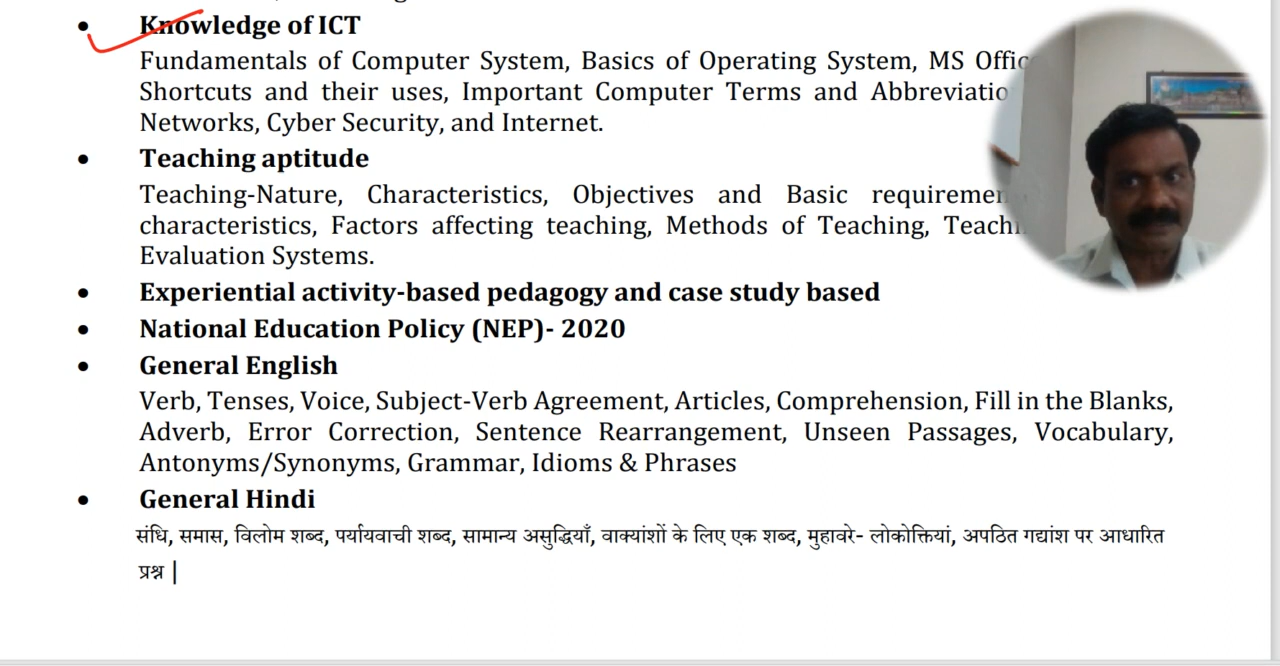 • Knowledge of ICT
Fundamentals of Computer System, Basics of Operating System, MS
Shortcuts and their uses, Important Computer Terms and
Networks, Cyber Security, and Internet.
• Teaching aptitude
Teaching-Nature, Characteristics, Objectives and Basic
characteristics, Factors affecting teaching, Methods of Teaching,
Evaluation Systems.
• Experiential activity-based pedagogy and case study based
• National Education Policy (NEP)- 2020
• General English
Verb, Tenses, Voice, Subject-Verb Agreement, Articles, Comprehension, Fill in the Blanks,
Adverb, Error Correction, Sentence Rearrangement, Unseen Passages, Vocabulary,
Antonyms/Synonyms, Grammar, Idioms & Phrases
• General Hindi
संधि, समास, विलोम शब्द, पर्यायवाची शब्द, सामान्य असुद्धियाँ, वाक्यांशों के लिए एक शब्द, मुहावरे- लोकोक्तियां, अपठित गद्यांश पर आधारित
प्रश्न |